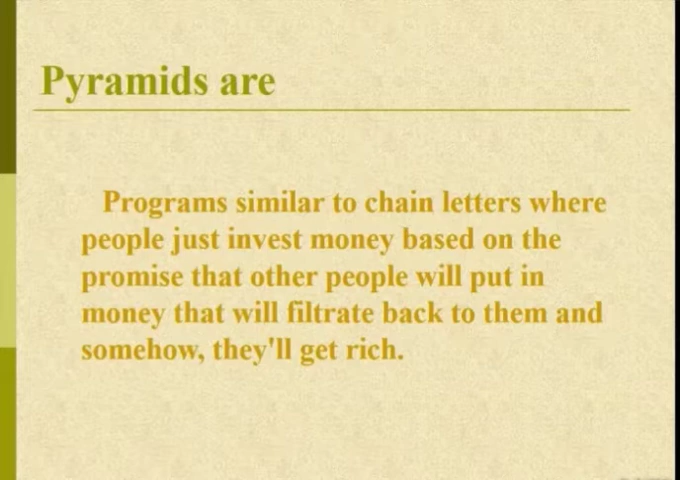 Pyramids are
Programs similar to chain letters where
people just invest money based on the
promise that other people will put in
money that will filtrate back to them and
somehow, they'll get rich.